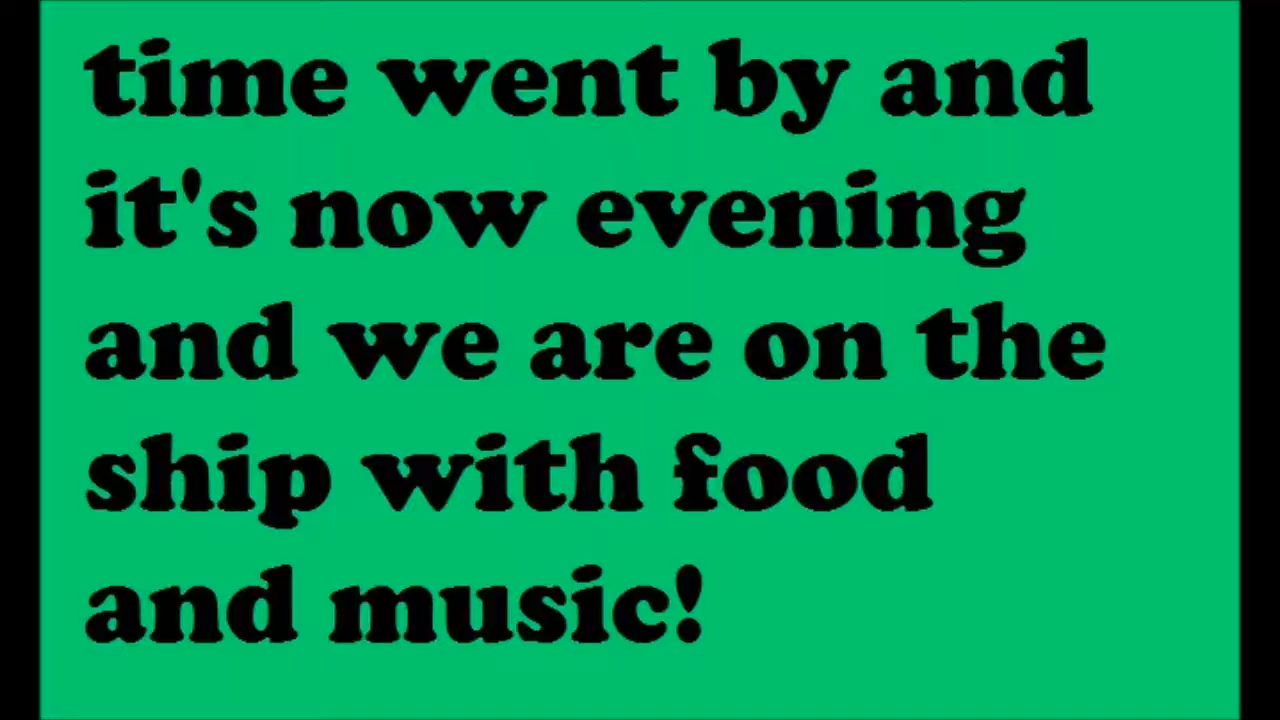 time went by and
it's now evening
and we are on the
ship with food
and music!